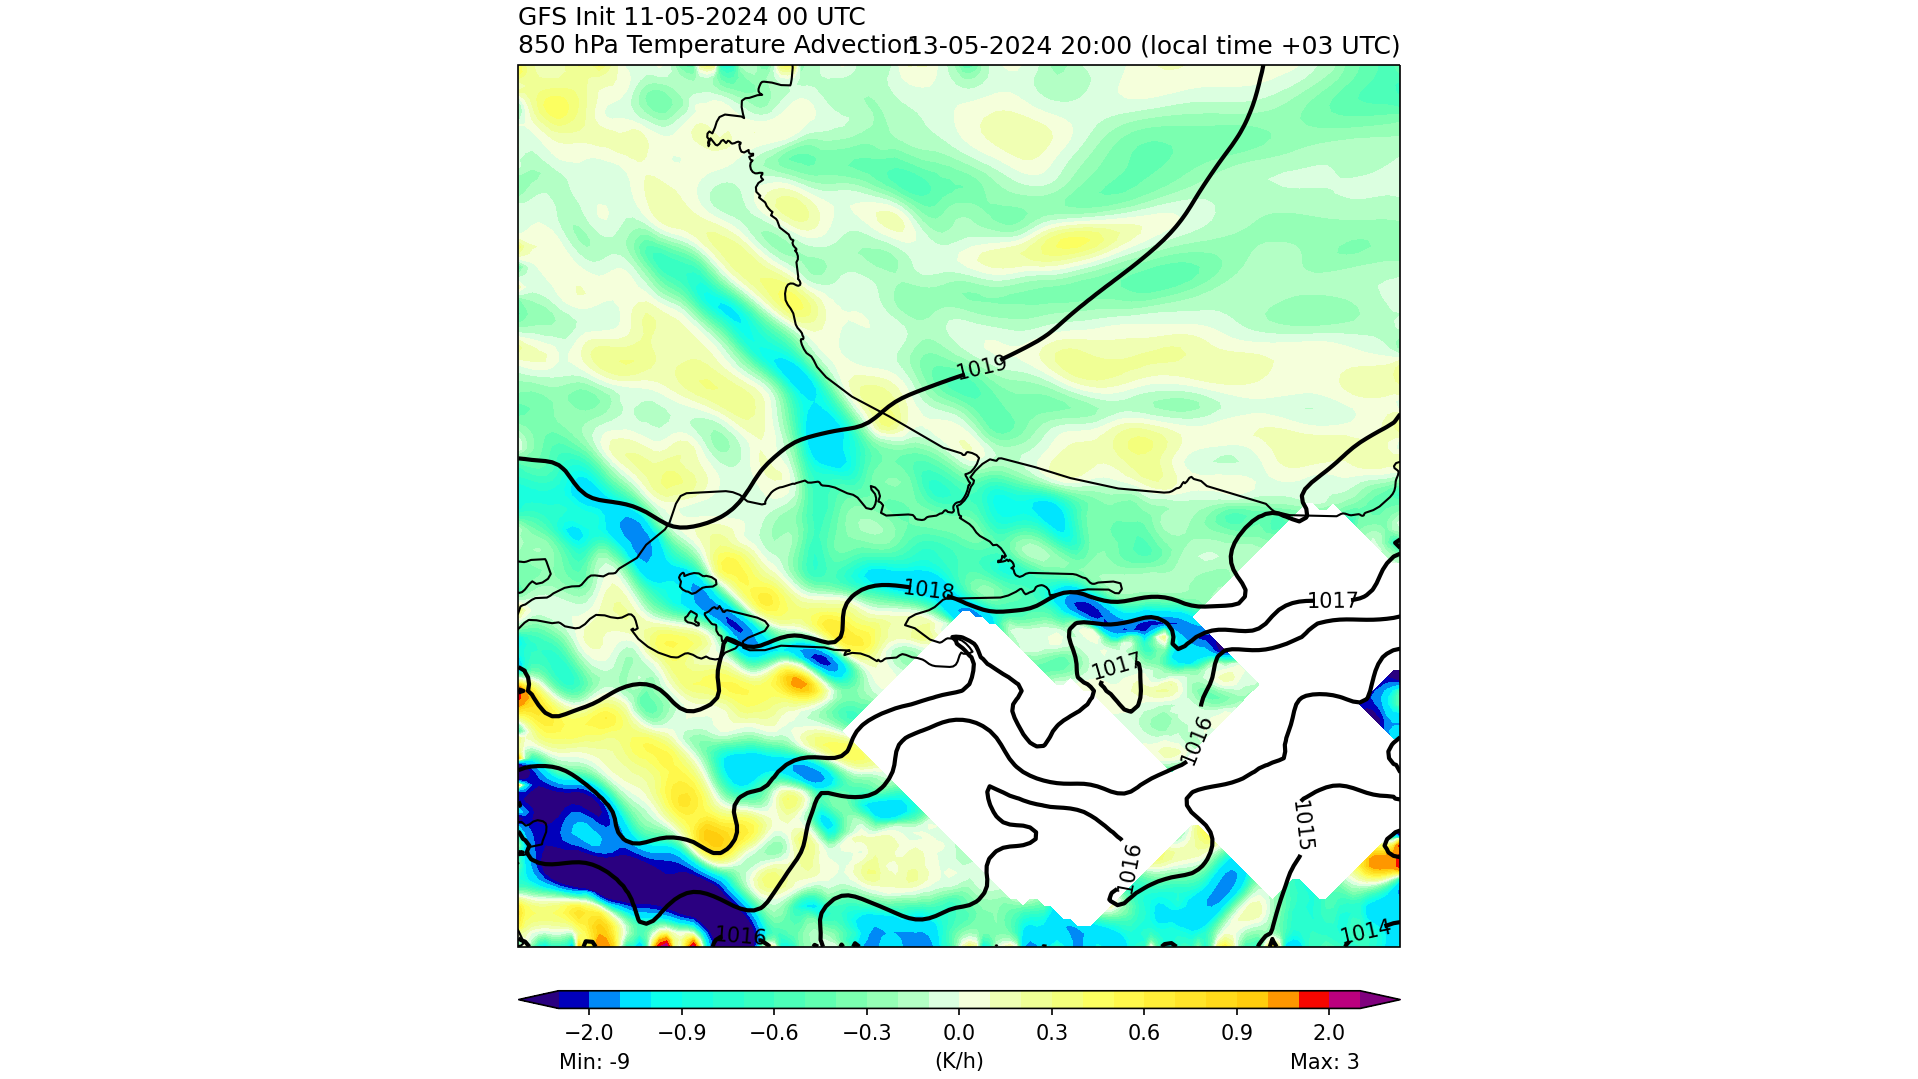 GFS Init 11-05-2024 00 UTC
850 hPa Temperature Advection
13-05-2024 20:00 (local time +03 UTC)
1019
1018
1017
1017
1016
1015
1016
1014
1016
−2.0 −0.9 −0.6 −0.3 0.0 0.3 0.6 0.9 2.0
Min: -9 (K/h) Max: 3